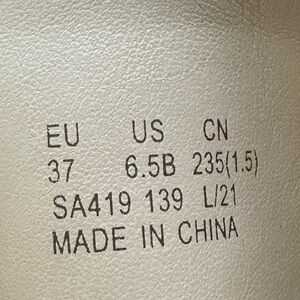 EU US CN
37 6.5B 235(1.5)
SA419 139 L/21
MADE IN CHINA